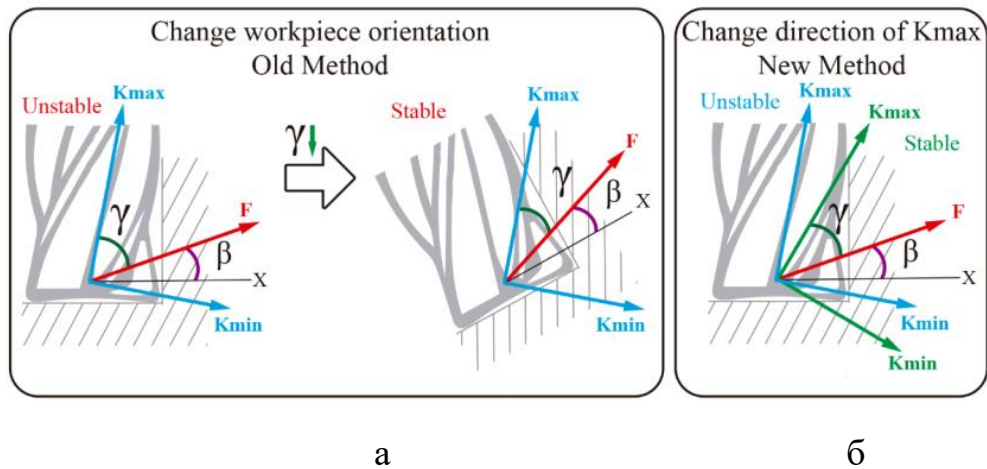 Change workpiece orientation
Old Method
Unstable
Kmax
γ
F
β
X
Kmin
γ
Stable
Kmax
γ
F
β
X
Kmin
Change direction of Kmax
New Method
Unstable
Kmax
Kmax
Stable
γ
F
β
X
Kmin
Kmin
а
б